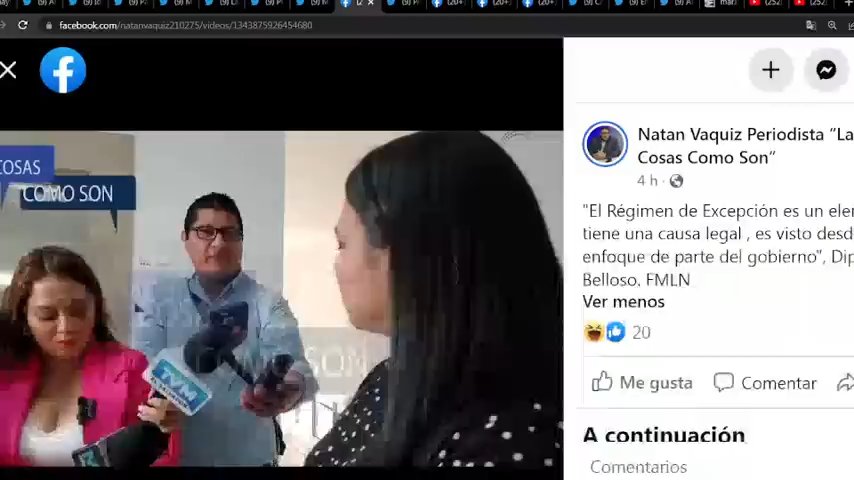 facebook.com/natanvaquiz210275/videos/1343875926454680
COSAS
COMO SON
Natan Vaquiz Periodista "La
Cosas Como Son"
4 h ·
"El Régimen de Excepción es un eler
tiene una causa legal , es visto desd
enfoque de parte del gobierno", Dip
Belloso. FMLN
Ver menos
20
Me gusta
Comentar
A continuación
Comentarios
TVM
COMO SON